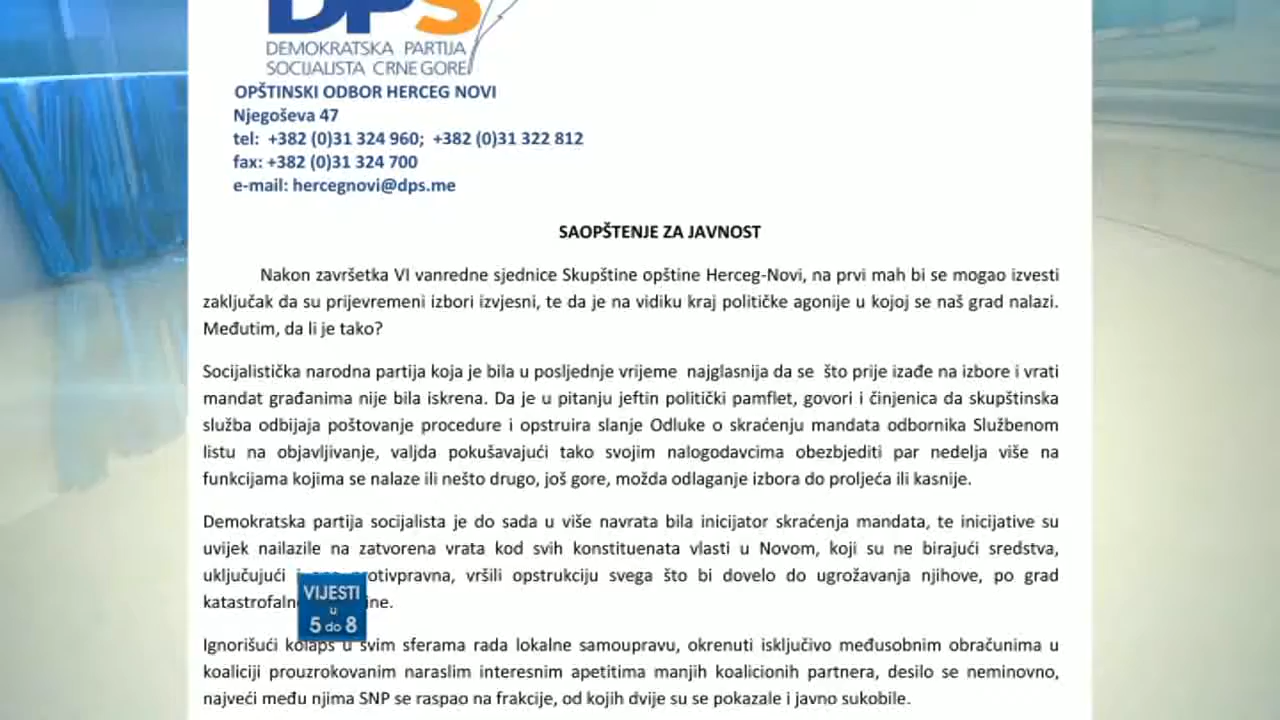 DPS
DEMOKRATSKA PARTIJA
SOCIJALISTA CRNE GORE
OPŠTINSKI ODBOR HERCEG NOVI
Njegoševa 47
tel: +382 (0)31 324 960; +382 (0)31 322 812
fax: +382 (0)31 324 700
e-mail: hercegnovi@dps.me
SAOPŠTENJE ZA JAVNOST
Nakon završetka VI vanredne sjednice Skupštine opštine Herceg-Novi, na prvi mah bi se mogao izvesti
zaključak da su prijevremeni izbori izvjesni, te da je na vidiku kraj političke agonije u kojoj se naš grad nalazi.
Međutim, da li je tako?
Socijalistička narodna partija koja je bila u posljednje vrijeme najglasnija da se što prije izađe na izbore i vrati
mandat građanima nije bila iskrena. Da je u pitanju jeftin politički pamflet, govori i činjenica da skupštinska
služba odbijaja poštovanje procedure i opstruira slanje Odluke o skraćenju mandata odbornika Službenom
listu na objavljivanje, valjda pokušavajući tako svojim nalogodavcima obezbjediti par nedelja više na
funkcijama kojima se nalaze ili nešto drugo, još gore, možda odlaganje izbora do proljeća ili kasnije.
Demokratska partija socijalista je do sada u više navrata bila inicijator skraćenja mandata, te inicijative su
uvijek nailazile na zatvorena vrata kod svih konstituenata vlasti u Novom, koji su ne birajući sredstva,
uključujući vršili opstrukciju svega što bi dovelo do ugrožavanja njihove, po grad
VIJESTI
u
5 do 8
Ignorišući kolaps u svim sferama rada lokalne samoupravu, okrenuti isključivo međusobnim obračunima u
koaliciji prouzrokovanim naraslim interesnim apetitima manjih koalicionih partnera, desilo se neminovno,
najveći među njima SNP se raspao na frakcije, od kojih dvije su se pokazale i javno sukobile.